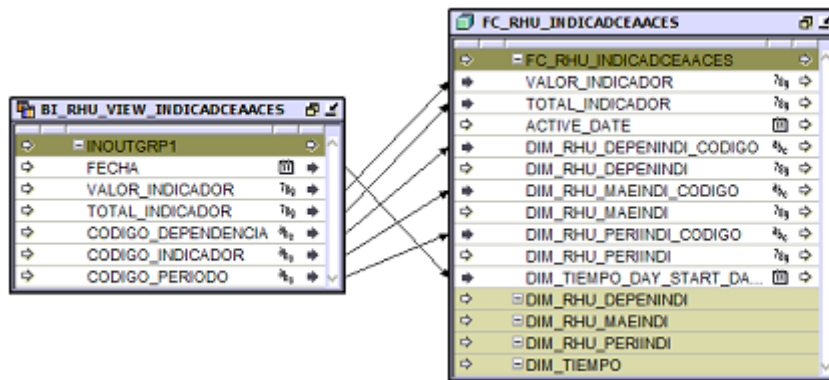 FC_RHU_INDICADCEAACES
FC_RHU_INDICADCEAACES
VALOR_INDICADOR
TOTAL_INDICADOR
ACTIVE_DATE
DIM_RHU_DEPENINDI_CODIGO
DIM_RHU_DEPENINDI
DIM_RHU_MAEINDI_CODIGO
DIM_RHU_MAEINDI
DIM_RHU_PERIINDI_CODIGO
DIM_RHU_PERIINDI
DIM_TIEMPO_DAY_START_DA...
DIM_RHU_DEPENINDI
DIM_RHU_MAEINDI
DIM_RHU_PERIINDI
DIM_TIEMPO
BI_RHU_VIEW_INDICADCEAACES
INOUTGRP1
FECHA
VALOR_INDICADOR
TOTAL_INDICADOR
CODIGO_DEPENDENCIA
CODIGO_INDICADOR
CODIGO_PERIODO